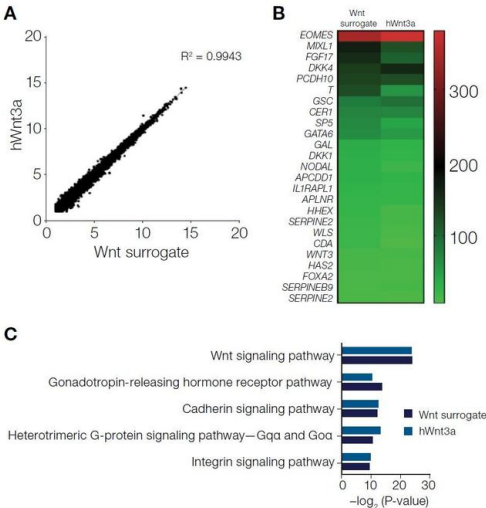 A
R² = 0.9943
hWnt3a
20
15
10
5
0
0
5
10
15
20
Wnt surrogate
B
Wnt
surrogate
hWnt3a
EOMES
MIXL1
FGF17
DKK4
PCDH10
T
GSC
CER1
SP5
GATA6
GAL
DKK1
NODAL
APCDD1
IL1RAPL1
APLNR
HHEX
SERPINE2
WLS
CDA
WNT3
HAS2
FOXA2
SERPINEB9
SERPINE2
300
200
100
C
Wnt signaling pathway
Gonadotropin-releasing hormone receptor pathway
Cadherin signaling pathway
Heterotrimeric G-protein signaling pathway—Gqα and Goα
Integrin signaling pathway
Wnt surrogate
hWnt3a
0
10
20
30
−log₂ (P-value)